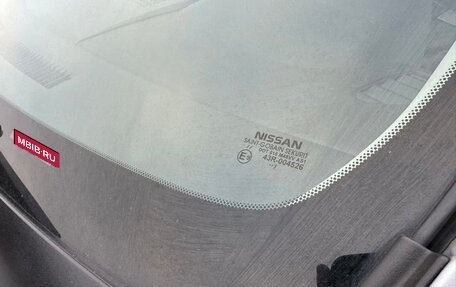 NISSAN
SAINT-GOBAIN SEKURIT
43R-004526
MBIB.RU